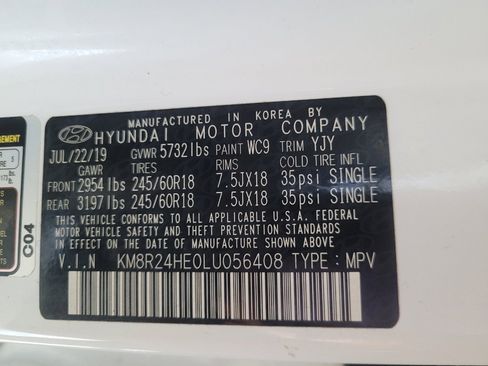 MANUFACTURED IN KOREA BY
HYUNDAI MOTOR COMPANY
JUL/22/19 GVWR 5732lbs PAINT WC9 TRIM YJY
GAWR TIRES RIMS COLD TIRE INFL
FRONT 2954lbs 245/60R18 7.5JX18 35psi SINGLE
REAR 3197lbs 245/60R18 7.5JX18 35psi SINGLE
THIS VEHICLE CONFORMS TO ALL APPLICABLE U.S.A. FEDERAL
MOTOR VEHICLE SAFETY AND THEFT PREVENTION STANDARDS
IN EFFECT ON THE DATE OF MANUFACTURE SHOWN ABOVE.
V.I.N KM8R24HE0LU056408 TYPE : MPV
C04